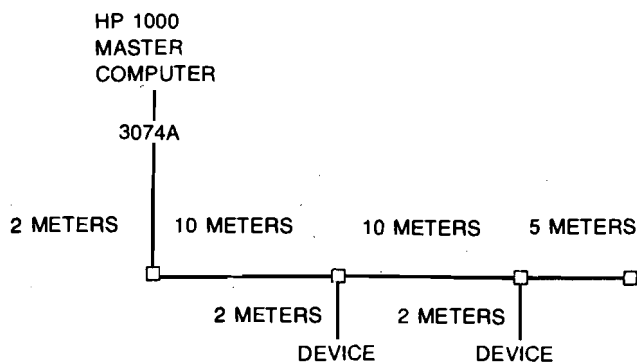 HP 1000
MASTER
COMPUTER
3074A
2 METERS 10 METERS 10 METERS 5 METERS
2 METERS 2 METERS
DEVICE DEVICE